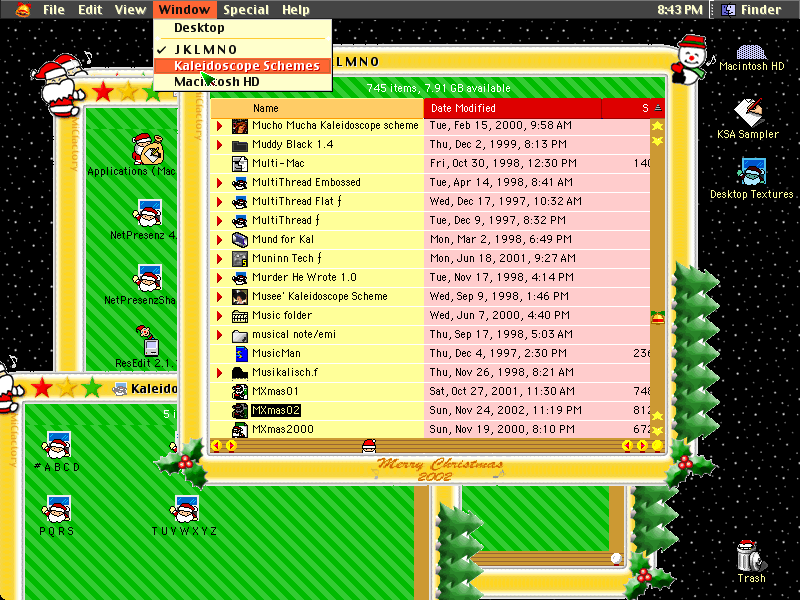 File Edit View Window Special Help 8:43 PM Finder
Desktop
✓ J K L M N O
Kaleidoscope Schemes
Macintosh HD
LMNO
745 items, 7.91 GB available
Name Date Modified S
Mucho Mucha Kaleidoscope scheme Tue, Feb 15, 2000, 9:58 AM
Muddy Black 1.4 Thu, Dec 2, 1999, 8:13 PM
Multi-Mac Fri, Oct 30, 1998, 12:30 PM 140
MultiThread Embossed Tue, Apr 14, 1998, 8:41 AM
MultiThread Flat ƒ Wed, Dec 17, 1997, 10:32 AM
MultiThread ƒ Tue, Dec 9, 1997, 8:32 PM
Mund for Kal Mon, Mar 2, 1998, 6:49 PM
Muninn Tech ƒ Mon, Jun 18, 2001, 9:27 AM
Murder He Wrote 1.0 Tue, Nov 17, 1998, 4:14 PM
Musee' Kaleidoscope Scheme Wed, Sep 9, 1998, 1:46 PM
Music folder Wed, Jun 7, 2000, 4:40 PM
musical note/emi Thu, Sep 17, 1998, 5:03 AM
MusicMan Thu, Dec 4, 1997, 2:30 PM 236
Musikalisch.f Thu, Nov 26, 1998, 8:21 AM
MXmas01 Sat, Oct 27, 2001, 11:30 AM 748
MXmas02 Sun, Nov 24, 2002, 11:19 PM 812
MXmas2000 Sun, Nov 19, 2000, 8:10 PM 672
Merry Christmas
2002
Applications (Mac
NetPresenz 4.
NetPresenzSha
ResEdit 2.1.
Kaleido
5 i
#ABCD
PQRS
TUVWXYZ
Macintosh HD
KSA Sampler
Desktop Textures
Trash